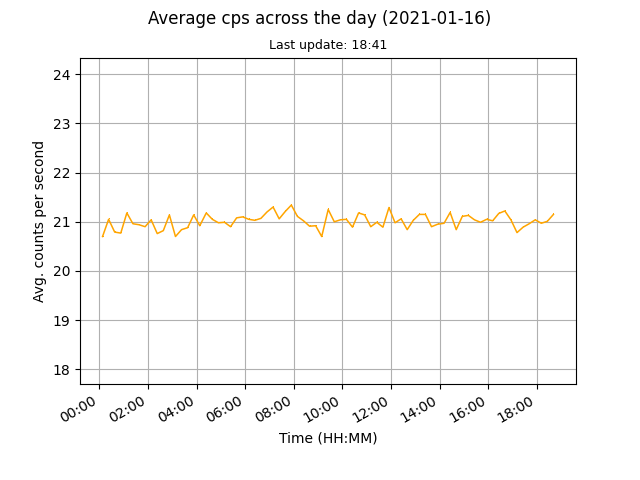 Average cps across the day (2021-01-16)
Last update: 18:41
24
23
22
21
20
19
18
Avg. counts per second
00:00 02:00 04:00 06:00 08:00 10:00 12:00 14:00 16:00 18:00
Time (HH:MM)